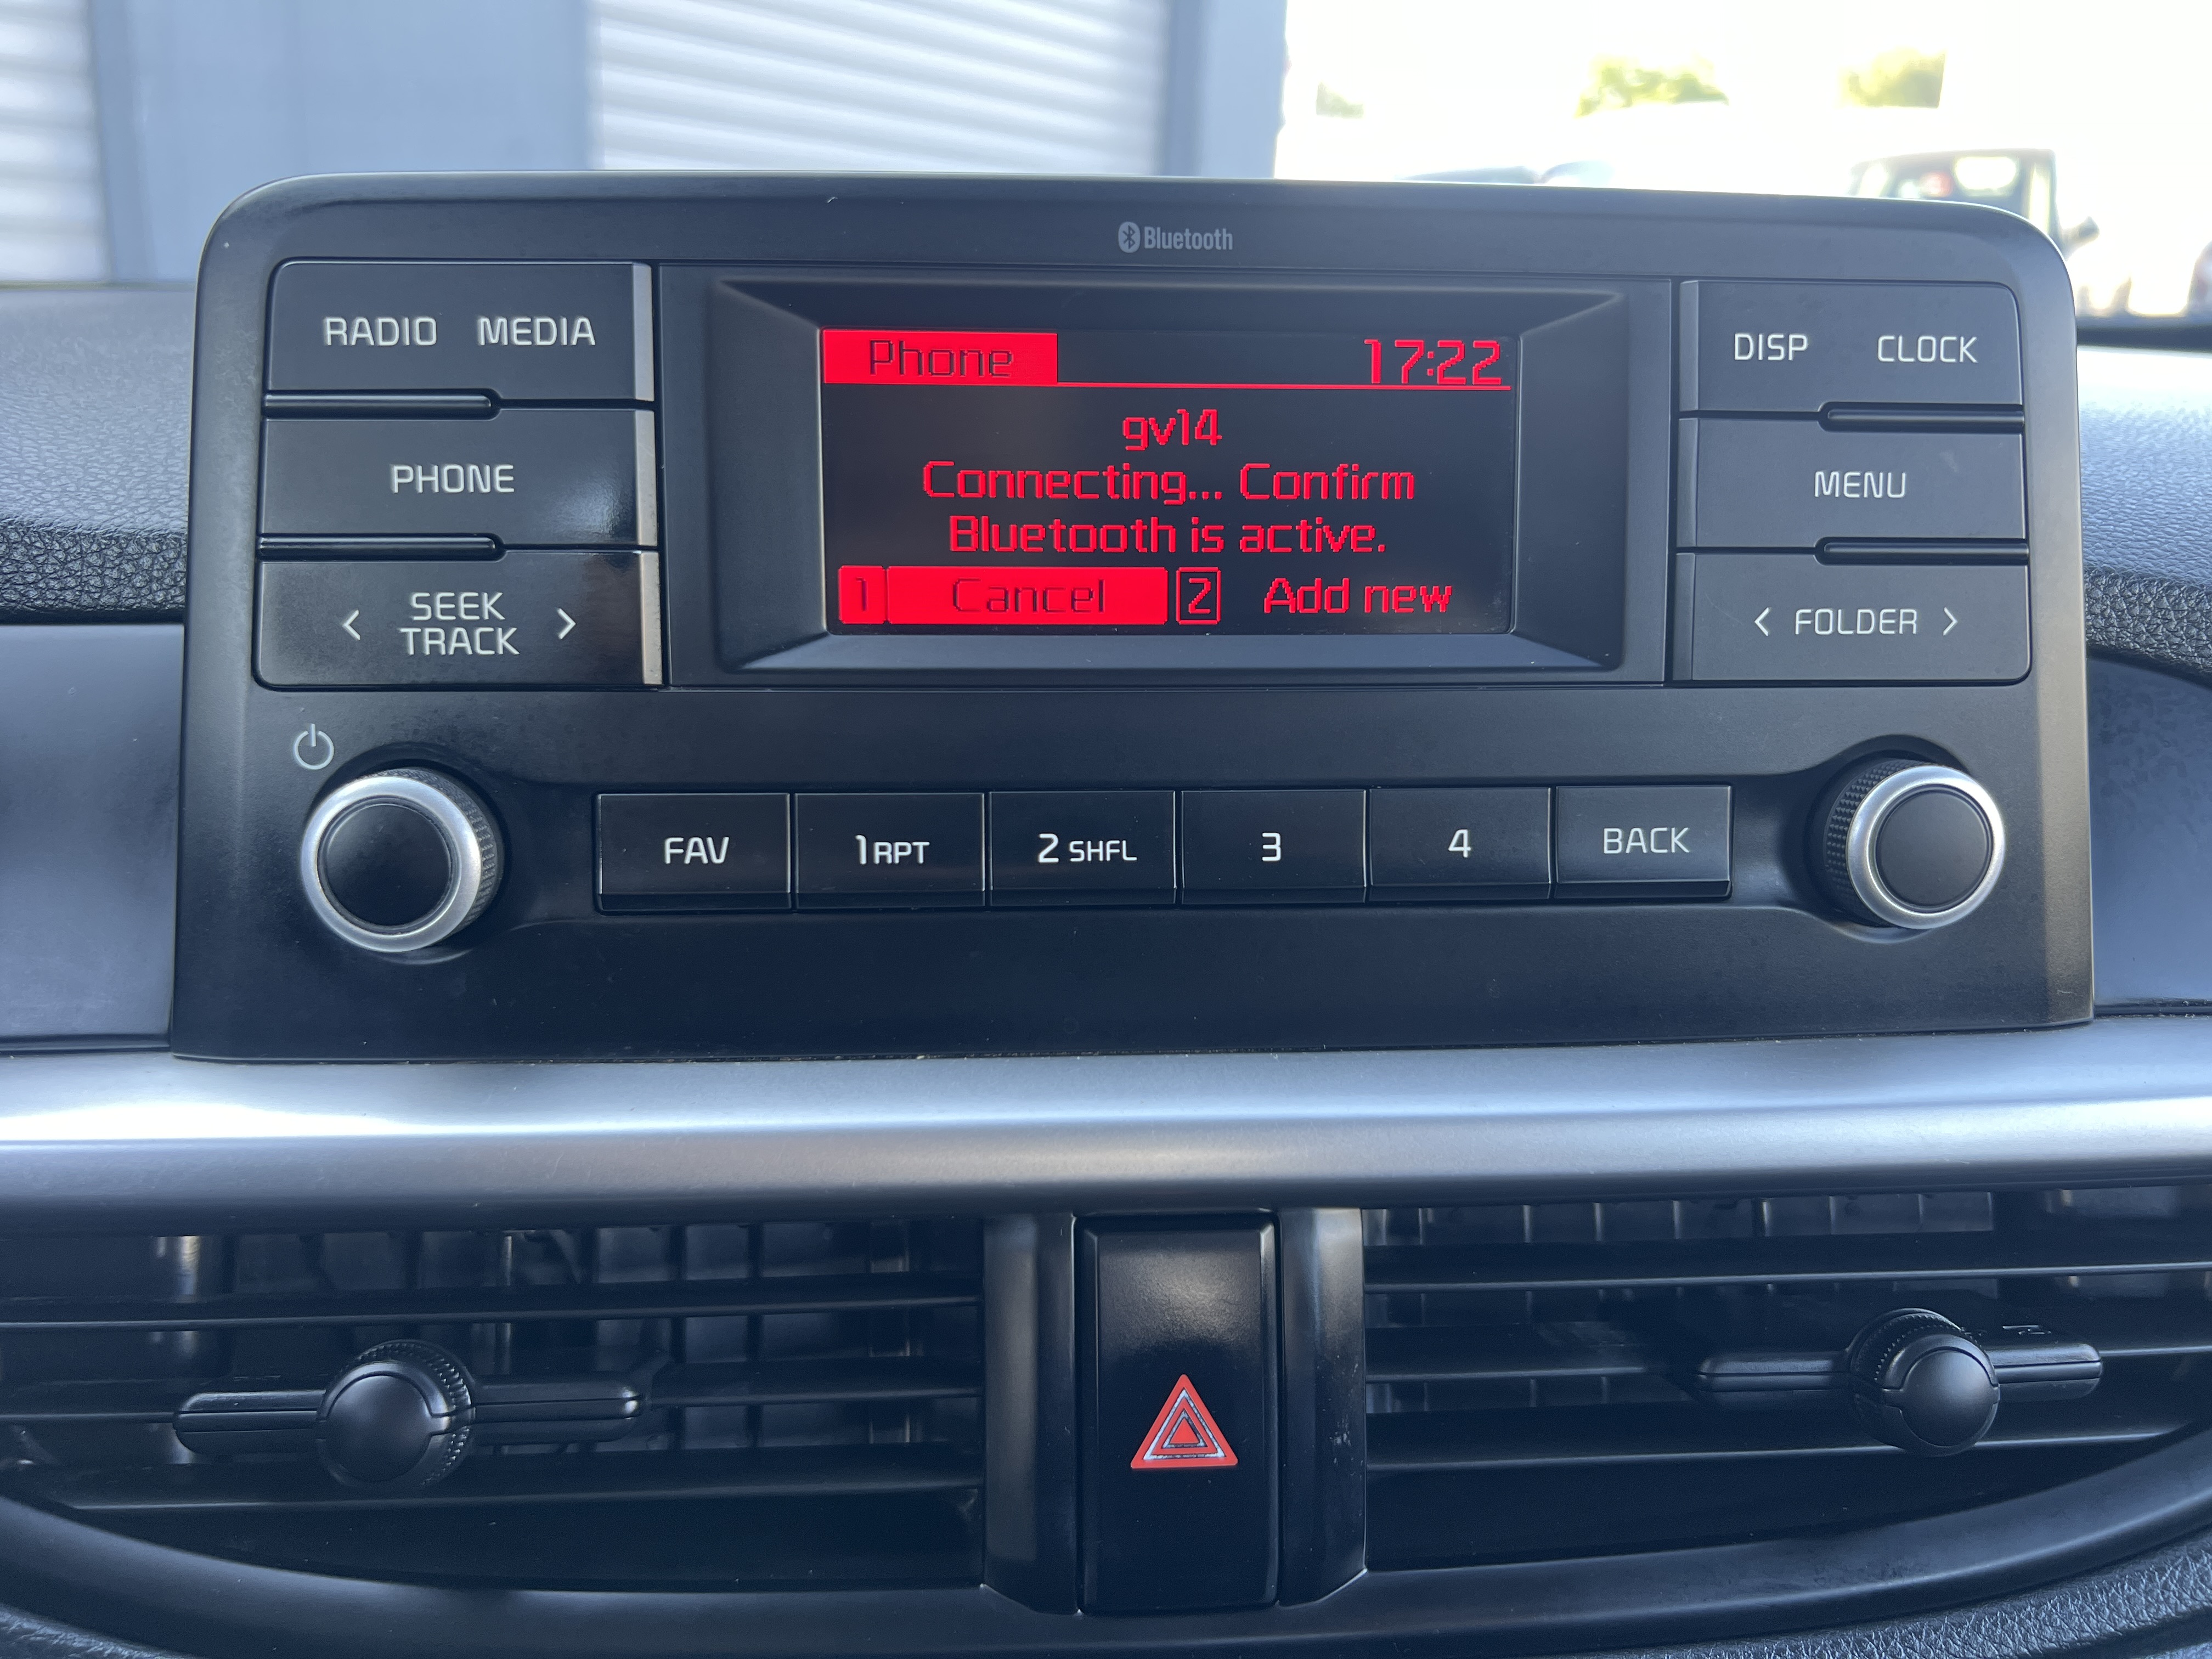 Bluetooth
RADIO MEDIA
PHONE
< SEEK TRACK >
Phone 17:22
gv14
Connecting... Confirm
Bluetooth is active.
1 Cancel 2 Add new
DISP CLOCK
MENU
< FOLDER >
FAV 1 RPT 2 SHFL 3 4 BACK